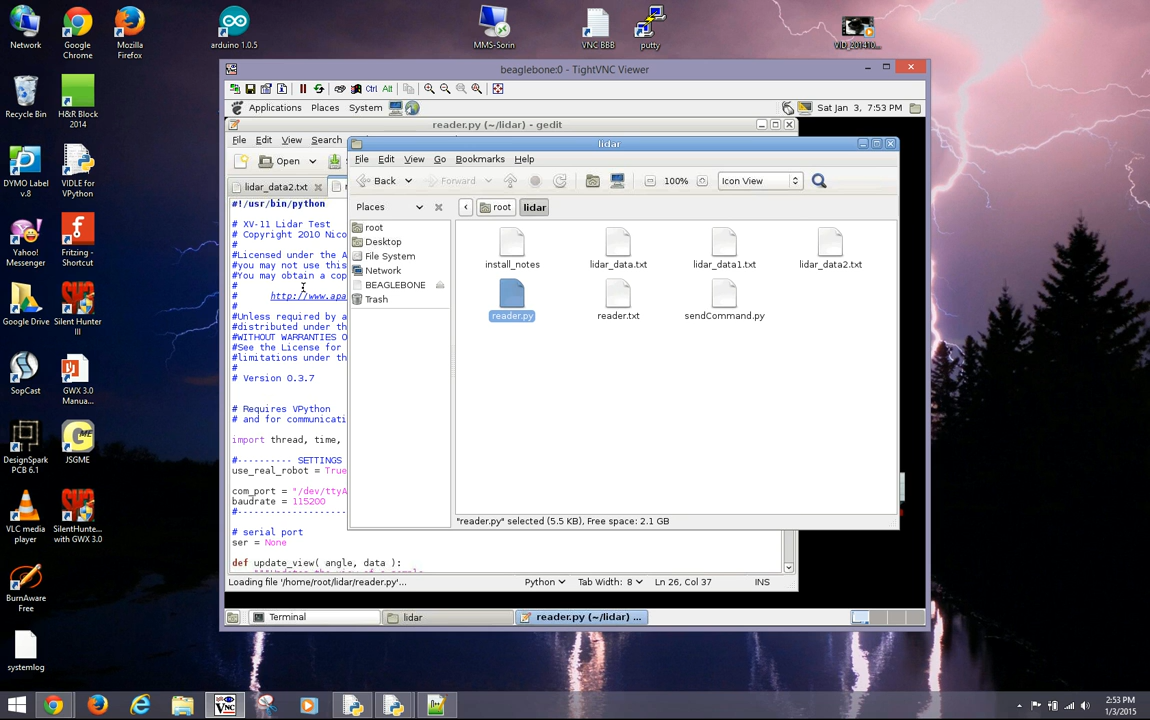 Network
Google Chrome
Mozilla Firefox
arduino 1.0.5
MMS-Sorin
VNC BBB
putty
VID_201410...
Recycle Bin
H&R Block 2014
DYMO Label v.8
VIDLE for VPython
Yahoo! Messenger
Fritzing - Shortcut
Google Drive
Silent Hunter III
SopCast
GWX 3.0 Manua...
DesignSpark PCB 6.1
JSGME
VLC media player
SilentHunte... with GWX 3.0
BurnAware Free
systemlog
beaglebone:0 - TightVNC Viewer
Ctrl Alt
Applications Places System
Sat Jan 3, 7:53 PM
reader.py (~/lidar) - gedit
File Edit View Search
Open
lidar_data2.txt
#!/usr/bin/python
# XV-11 Lidar Test
# Copyright 2010 Nico
#
#Licensed under the A
#you may not use this
#You may obtain a cop
#
# http://www.apa
#
#Unless required by a
#distributed under th
#WITHOUT WARRANTIES O
#See the License for
#limitations under th
#
# Version 0.3.7
# Requires VPython
# and for communicati
import thread, time,
#---------- SETTINGS
use_real_robot = True
com_port = "/dev/ttyA
baudrate = 115200
#---------------------
# serial port
ser = None
def update_view( angle, data ):
Loading file '/home/root/lidar/reader.py'...
Python
Tab Width: 8
Ln 26, Col 37
INS
lidar
File Edit View Go Bookmarks Help
Back
Forward
100%
Icon View
Places
root
lidar
root
Desktop
File System
Network
BEAGLEBONE
Trash
install_notes
lidar_data.txt
lidar_data1.txt
lidar_data2.txt
reader.py
reader.txt
sendCommand.py
"reader.py" selected (5.5 KB), Free space: 2.1 GB
Terminal
lidar
reader.py (~/lidar) ...
2:53 PM
1/3/2015